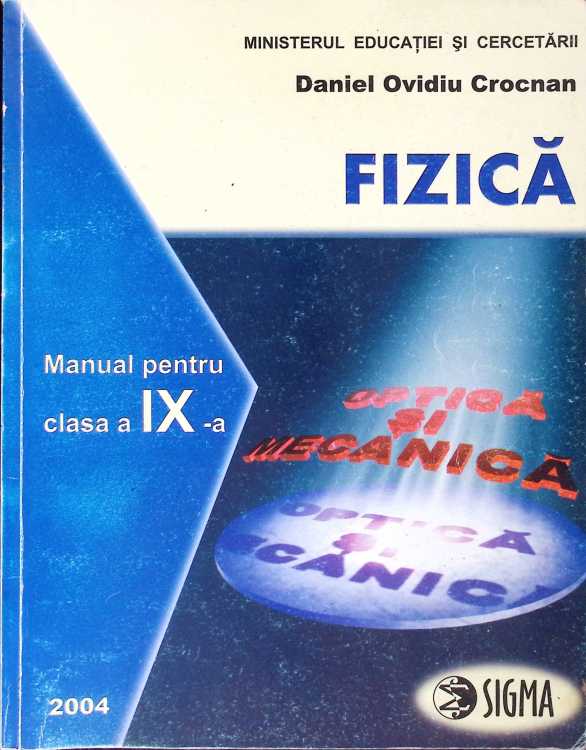 MINISTERUL EDUCAȚIEI ȘI CERCETĂRII
Daniel Ovidiu Crocnan
FIZICĂ
Manual pentru
clasa a IX -a
OPTICĂ
ȘI
MECANICĂ
OPTICĂ
ȘI
MECANICĂ
2004
SIGMA